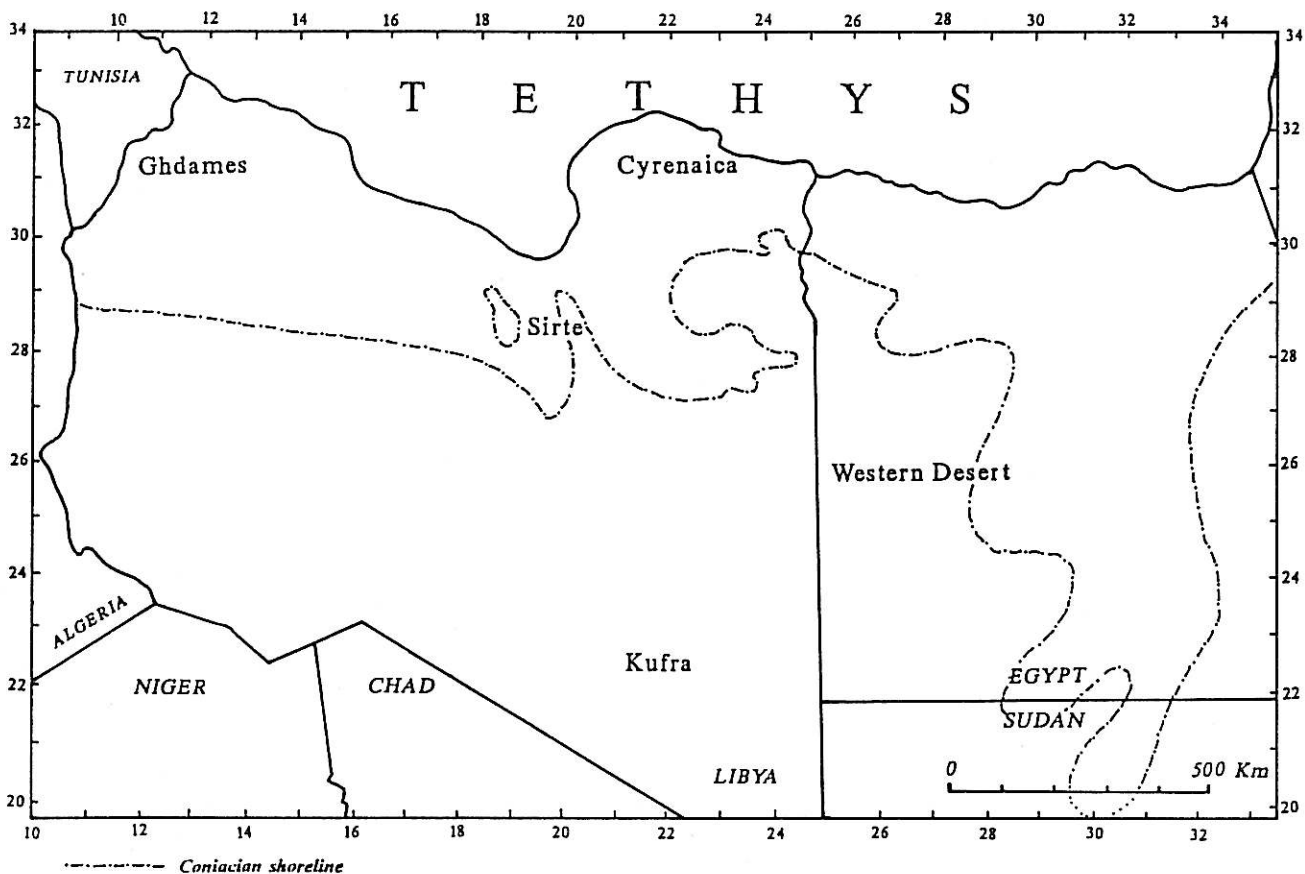 10 12 14 16 18 20 22 24 26 28 30 32 34
34 34
TUNISIA
T E T H Y S
32 32
Ghdames Cyrenaica
30 30
Sirte
28 28
26 26
Western Desert
24 24
ALGERIA
Kufra
EGYPT
22 NIGER CHAD 22
SUDAN
LIBYA 0 500 Km
20 20
10 12 14 16 18 20 22 24 26 28 30 32
Coniacian shoreline